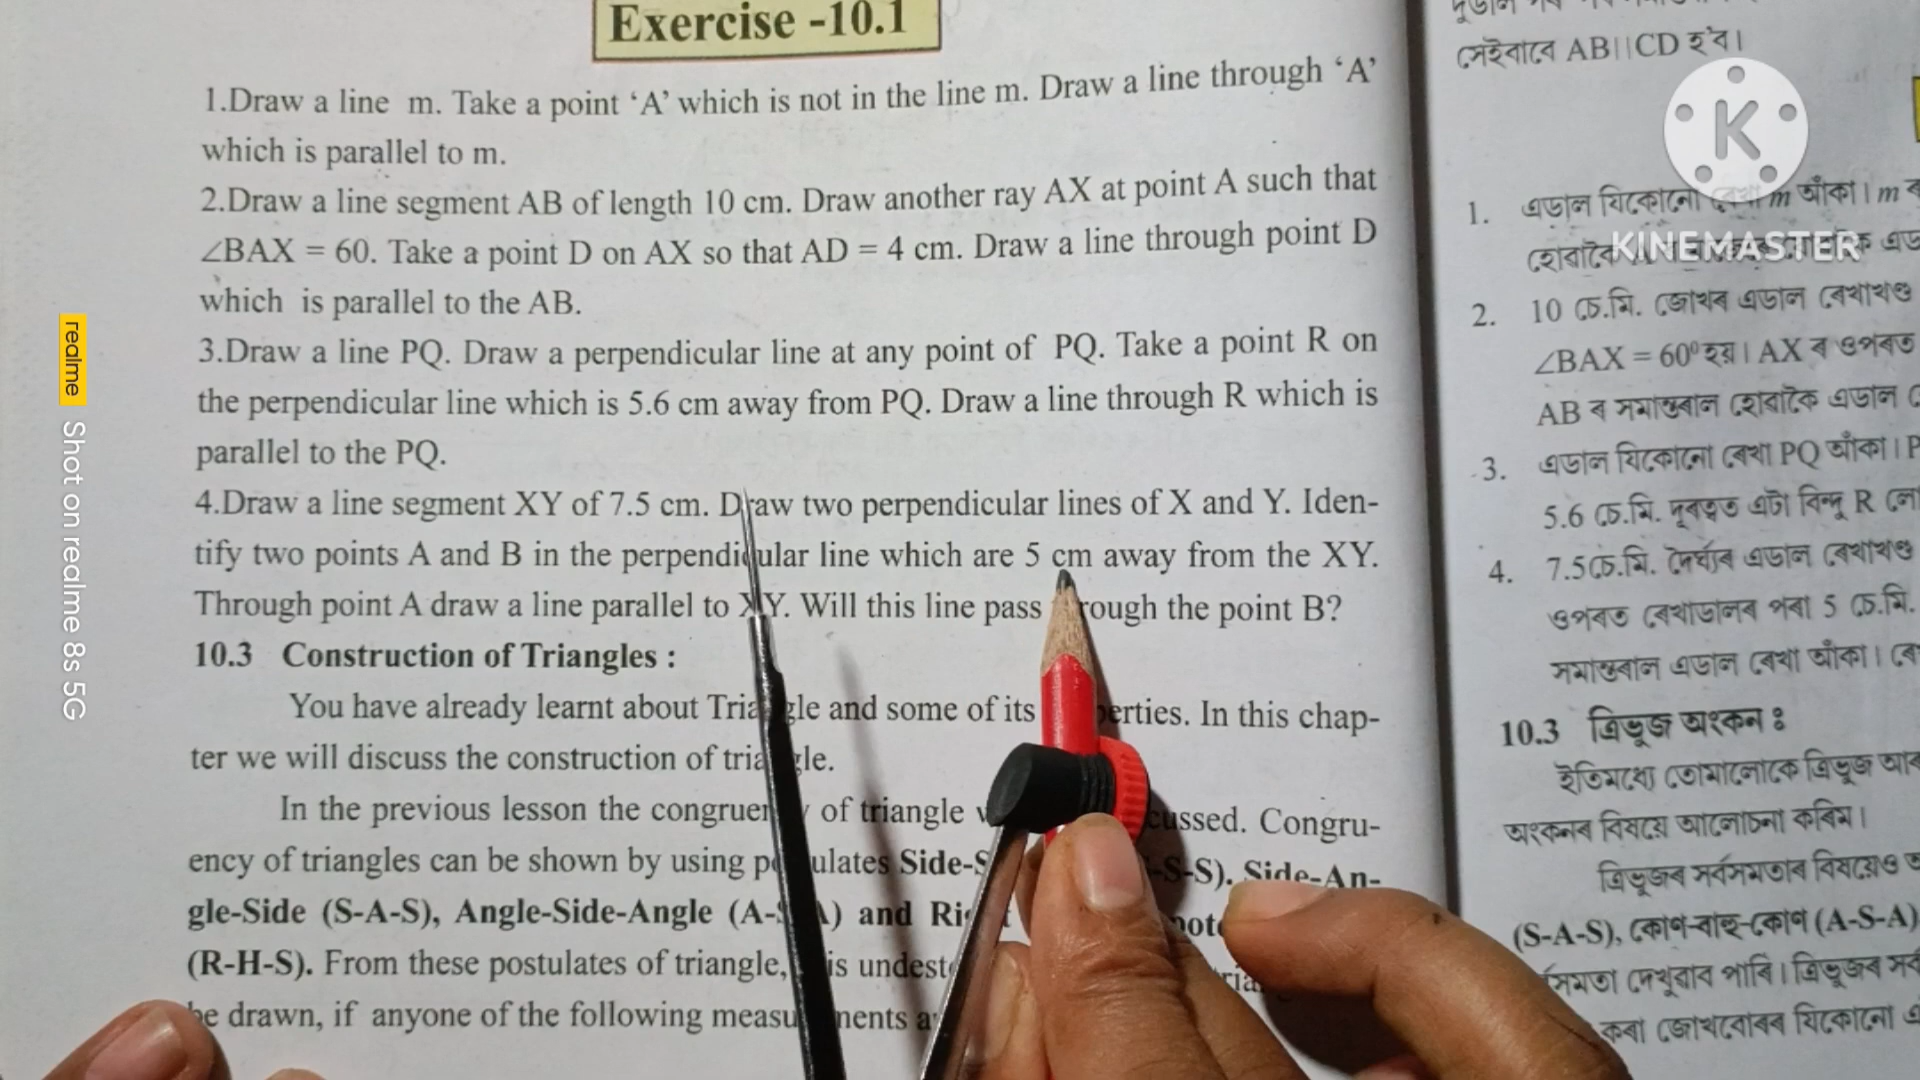 Exercise -10.1
1.Draw a line m. Take a point ‘A’ which is not in the line m. Draw a line through ‘A’
which is parallel to m.
2.Draw a line segment AB of length 10 cm. Draw another ray AX at point A such that
∠BAX = 60. Take a point D on AX so that AD = 4 cm. Draw a line through point D
which is parallel to the AB.
3.Draw a line PQ. Draw a perpendicular line at any point of PQ. Take a point R on
the perpendicular line which is 5.6 cm away from PQ. Draw a line through R which is
parallel to the PQ.
4.Draw a line segment XY of 7.5 cm. Draw two perpendicular lines of X and Y. Iden-
tify two points A and B in the perpendicular line which are 5 cm away from the XY.
Through point A draw a line parallel to XY. Will this line pass through the point B?
10.3 Construction of Triangles :
You have already learnt about Triangle and some of its properties. In this chap-
ter we will discuss the construction of triangle.
In the previous lesson the congruency of triangle discussed. Congru-
ency of triangles can be shown by using postulates Side-S S-S). Side-An-
gle-Side (S-A-S), Angle-Side-Angle (A-S-A) and
(R-H-S). From these postulates of triangle, is
be drawn, if anyone of the following measurements
সেইবাৰে AB||CD হ’ব।
1. এডাল যিকোনো ৰেখা m আঁকা। m
হোৱাকৈ
2. 10 চে.মি. জোখৰ এডাল ৰেখাখণ্ড
∠BAX = 60⁰ হয়। AX ৰ ওপৰত
AB ৰ সমান্তৰাল হোৱাকৈ এডাল
3. এডাল যিকোনো ৰেখা PQ আঁকা। P
5.6 চে.মি. দূৰত্বত এটা বিন্দু R
4. 7.5চে.মি. দৈৰ্ঘ্যৰ এডাল ৰেখাখণ্ড
ওপৰত ৰেখাডালৰ পৰা 5 চে.মি.
সমান্তৰাল এডাল ৰেখা আঁকা।
10.3 ত্ৰিভূজ অংকন :
ইতিমধ্যে তোমালোকে ত্ৰিভূজ
অংকনৰ বিষয়ে আলোচনা কৰিম।
ত্ৰিভূজৰ সৰ্বসমতাৰ বিষয়েও
(S-A-S), কোণ-বাহু-কোণ (A-S-A)
দেখুৱাব পাৰি। ত্ৰিভূজৰ
কৰা জোখবোৰৰ যিকোনো
K
KINEMASTER
realme Shot on realme 8s 5G